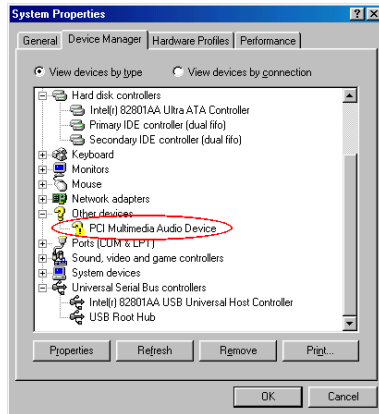 System Properties
General Device Manager Hardware Profiles Performance
View devices by type View devices by connection
Hard disk controllers
Intel(r) 82801AA Ultra ATA Controller
Primary IDE controller (dual fifo)
Secondary IDE controller (dual fifo)
Keyboard
Monitors
Mouse
Network adapters
Other devices
PCI Multimedia Audio Device
Ports (COM & LPT)
Sound, video and game controllers
System devices
Universal Serial Bus controllers
Intel(r) 82801AA USB Universal Host Controller
USB Root Hub
Properties Refresh Remove Print...
OK Cancel